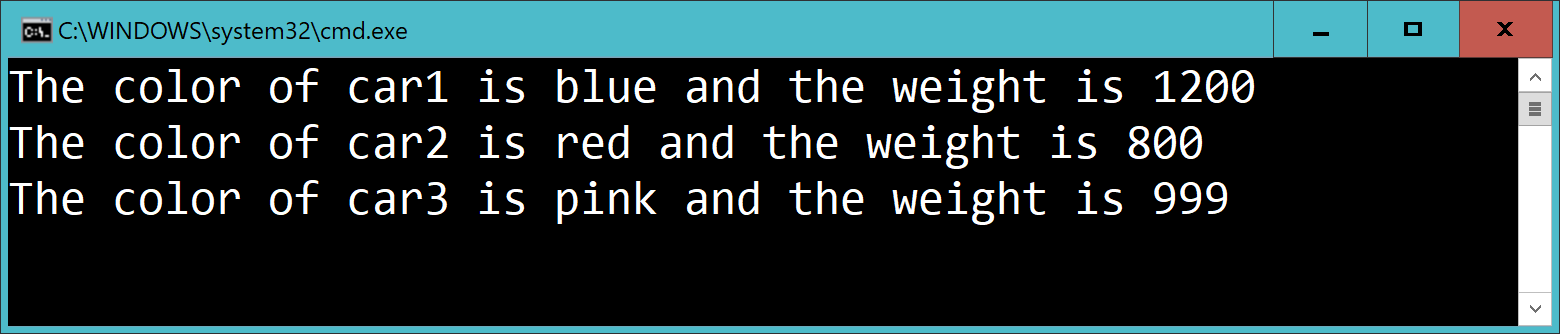 C:\WINDOWS\system32\cmd.exe
The color of car1 is blue and the weight is 1200
The color of car2 is red and the weight is 800
The color of car3 is pink and the weight is 999